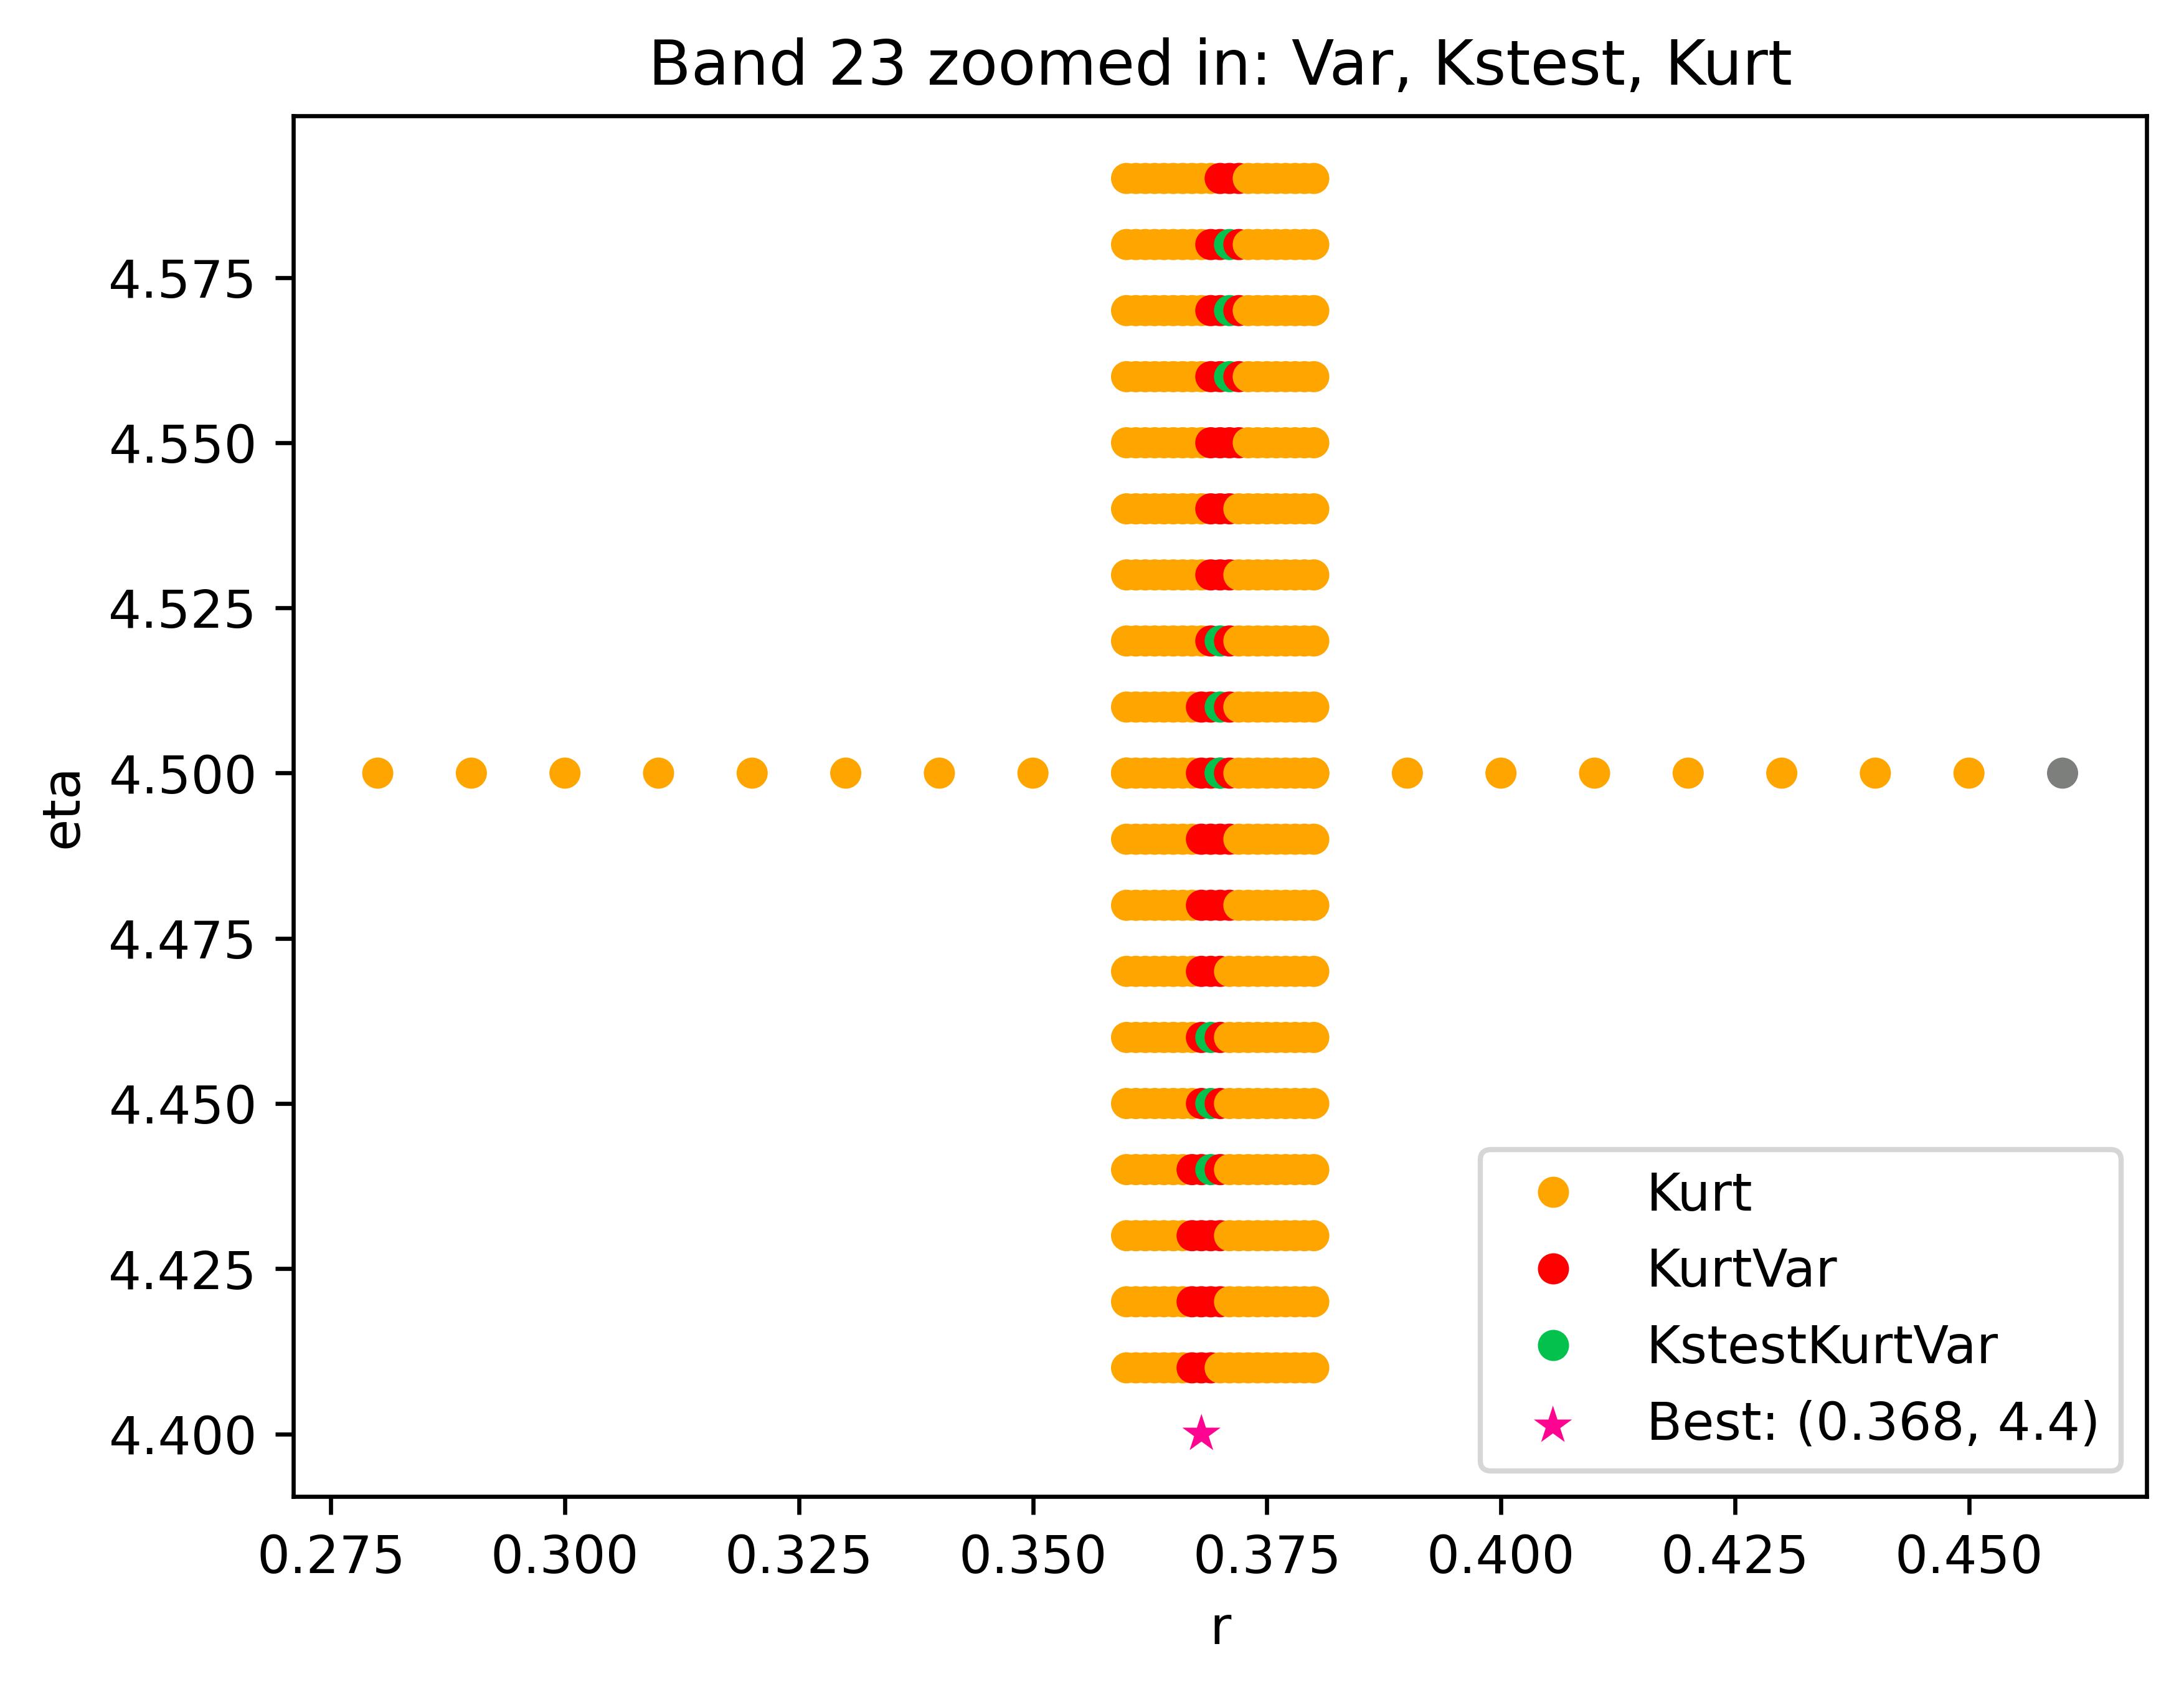 Band 23 zoomed in: Var, Kstest, Kurt
eta
4.575
4.550
4.525
4.500
4.475
4.450
4.425
4.400
0.275 0.300 0.325 0.350 0.375 0.400 0.425 0.450
r
Kurt
KurtVar
KstestKurtVar
Best: (0.368, 4.4)